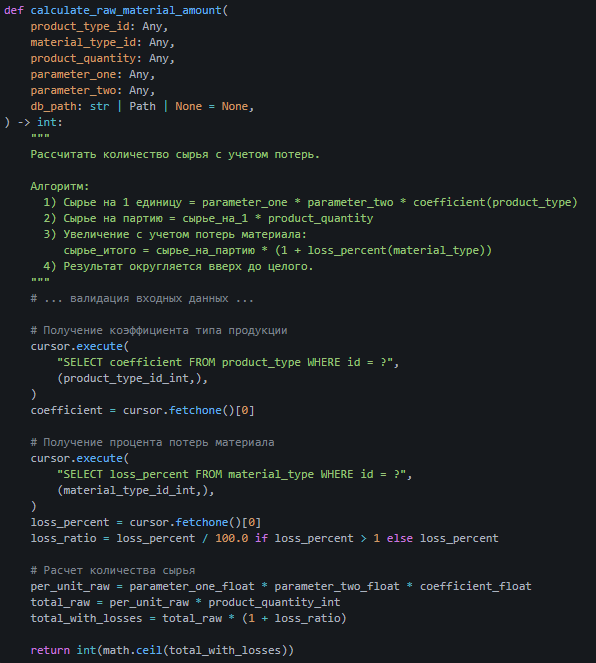 def calculate_raw_material_amount(
    product_type_id: Any,
    material_type_id: Any,
    product_quantity: Any,
    parameter_one: Any,
    parameter_two: Any,
    db_path: str | Path | None = None,
) -> int:
    """
    Рассчитать количество сырья с учетом потерь.

    Алгоритм:
      1) Сырье на 1 единицу = parameter_one * parameter_two * coefficient(product_type)
      2) Сырье на партию = сырье_на_1 * product_quantity
      3) Увеличение с учетом потерь материала:
         сырье_итого = сырье_на_партию * (1 + loss_percent(material_type))
      4) Результат округляется вверх до целого.
    """
    # ... валидация входных данных ...

    # Получение коэффициента типа продукции
    cursor.execute(
        "SELECT coefficient FROM product_type WHERE id = ?",
        (product_type_id_int,),
    )
    coefficient = cursor.fetchone()[0]

    # Получение процента потерь материала
    cursor.execute(
        "SELECT loss_percent FROM material_type WHERE id = ?",
        (material_type_id_int,),
    )
    loss_percent = cursor.fetchone()[0]
    loss_ratio = loss_percent / 100.0 if loss_percent > 1 else loss_percent

    # Расчет количества сырья
    per_unit_raw = parameter_one_float * parameter_two_float * coefficient_float
    total_raw = per_unit_raw * product_quantity_int
    total_with_losses = total_raw * (1 + loss_ratio)

    return int(math.ceil(total_with_losses))